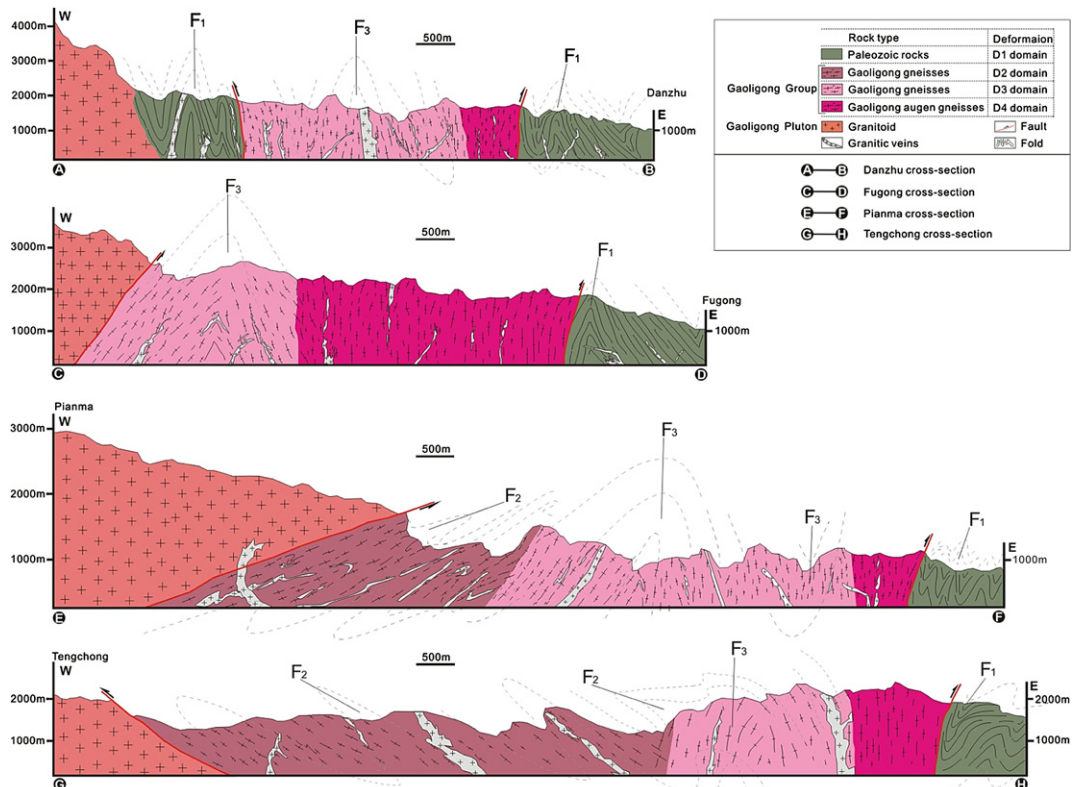 W
4000m
3000m
2000m
1000m
F1
F3
500m
F1
Danzhu
E
1000m
A
B
Rock type
Deformaion
Paleozoic rocks
D1 domain
Gaoligong gneisses
D2 domain
Gaoligong Group
Gaoligong gneisses
D3 domain
Gaoligong augen gneisses
D4 domain
Gaoligong Pluton
Granitoid
Fault
Granitic veins
Fold
A B Danzhu cross-section
C D Fugong cross-section
E F Pianma cross-section
G H Tengchong cross-section
W
3000m
2000m
1000m
F3
500m
F1
Fugong
E
1000m
C
D
Pianma
W
3000m
2000m
1000m
500m
F2
F3
F3
F1
E
1000m
E
F
Tengchong
W
2000m
1000m
F2
500m
F2
F3
F1
E
2000m
1000m
G
H